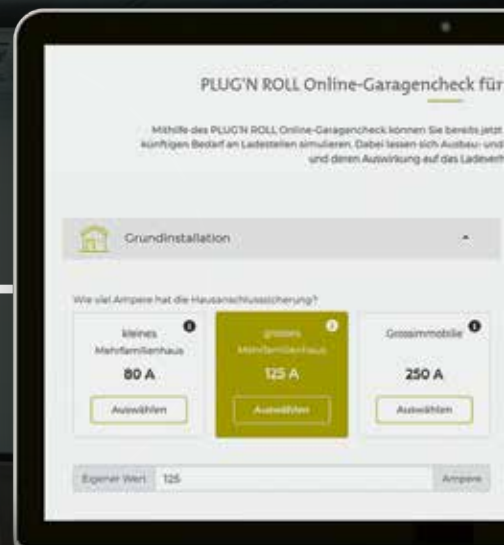 PLUG'N ROLL Online-Garagencheck für
Mithilfe des PLUG'N ROLL Online-Garagencheck können Sie bereits jetzt
künftigen Bedarf an Ladestellen simulieren. Dabei lassen sich Ausbau- und
und deren Auswirkung auf das Ladeverh
Grundinstallation
Wie viel Ampere hat die Hausanschlusssicherung?
kleines
Mehrfamilienhaus
80 A
Auswählen
grosses
Mehrfamilienhaus
125 A
Auswählen
Grossimmobilie
250 A
Auswählen
Eigener Wert 125 Ampere